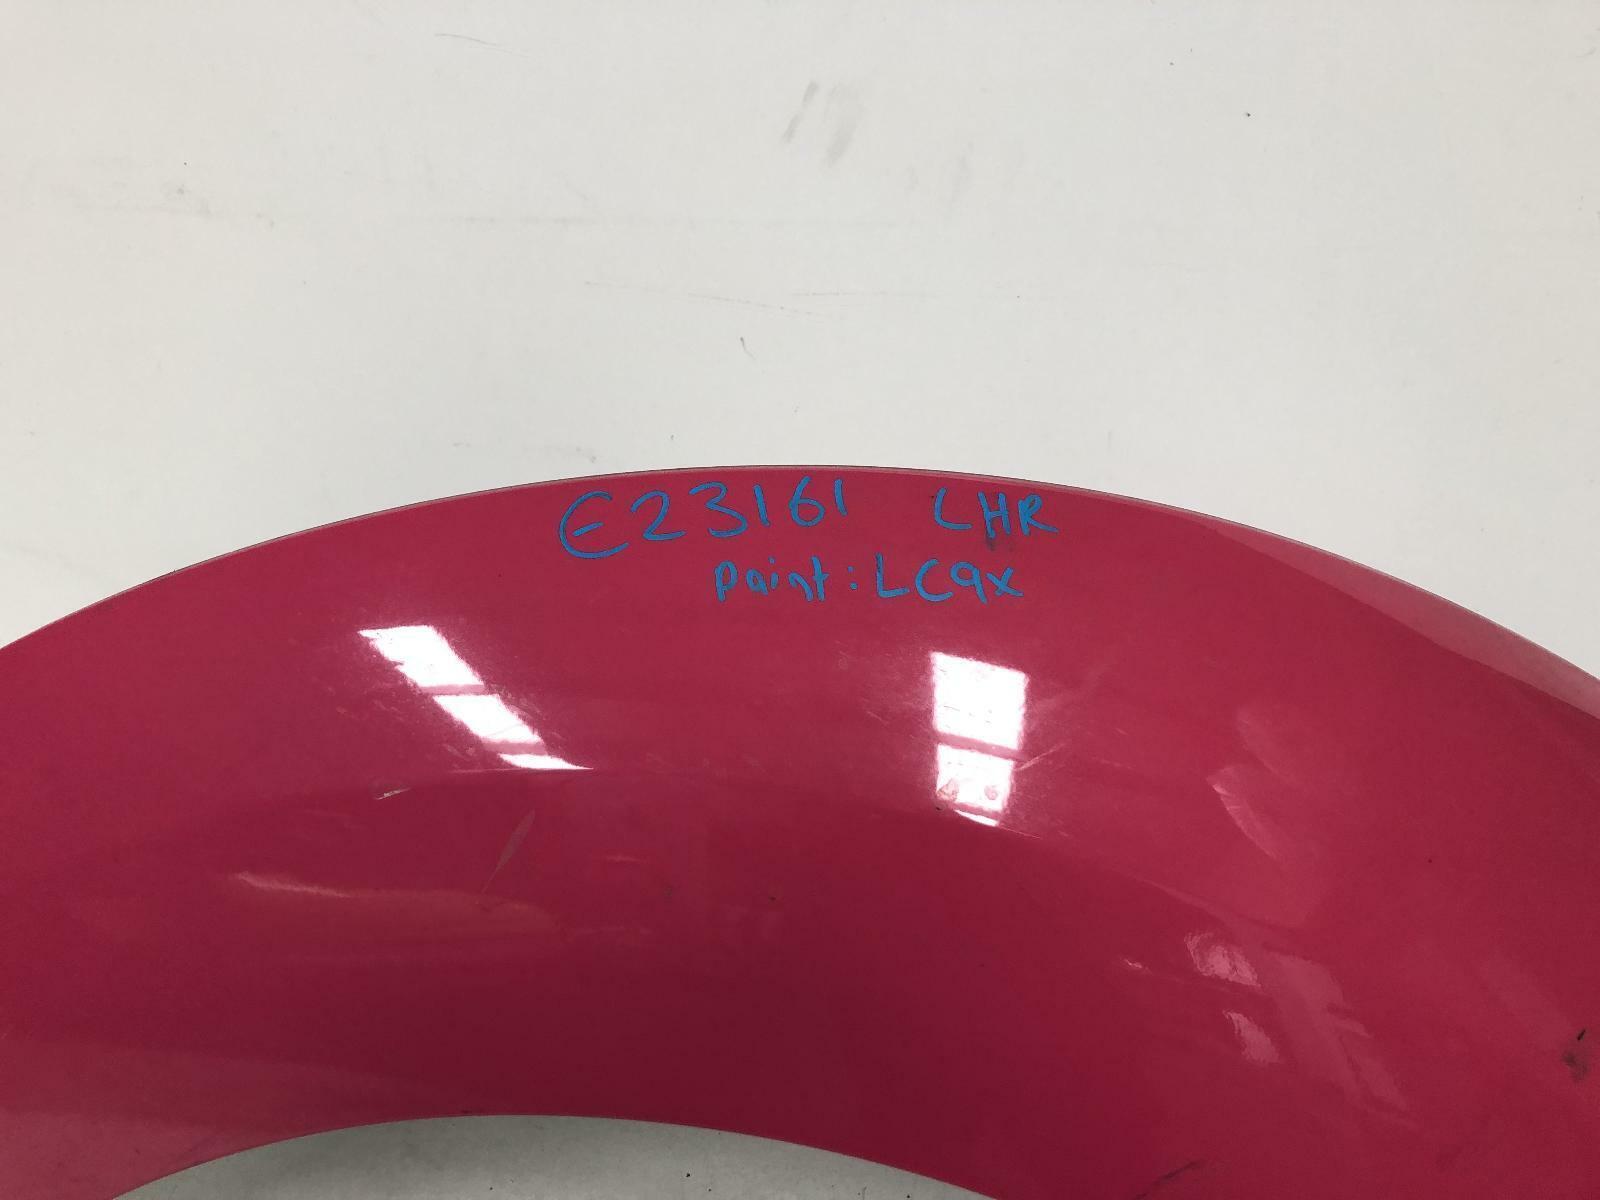 E23161 LHR
paint: LC9x